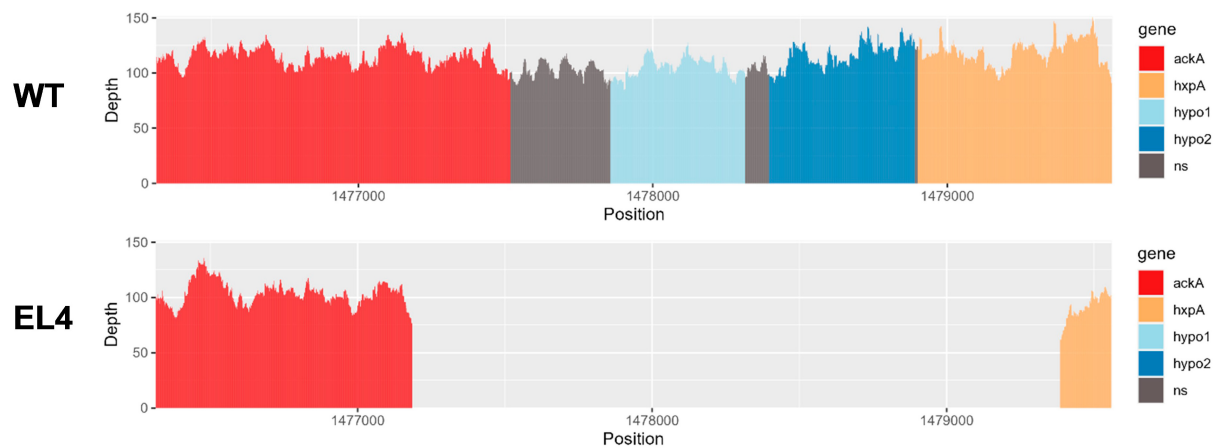 WT
150
100
50
0
Depth
1477000 1478000 1479000
Position
gene
ackA
hxpA
hypo1
hypo2
ns
EL4
150
100
50
0
Depth
1477000 1478000 1479000
Position
gene
ackA
hxpA
hypo1
hypo2
ns